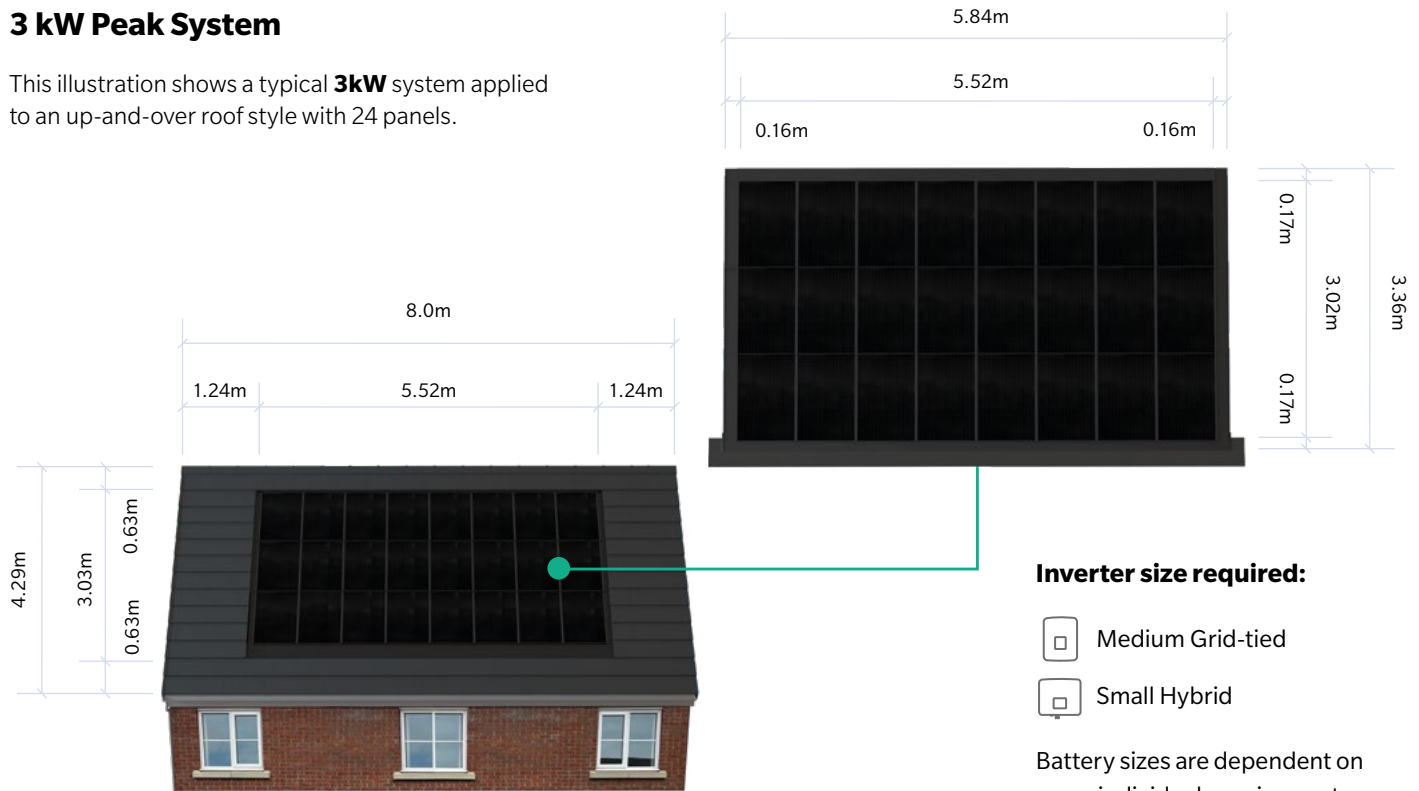 3 kW Peak System
This illustration shows a typical 3kW system applied
to an up-and-over roof style with 24 panels.
5.84m
5.52m
0.16m
0.16m
0.17m
3.02m
3.36m
0.17m
8.0m
1.24m
5.52m
1.24m
4.29m
3.03m
0.63m
0.63m
Inverter size required:
Medium Grid-tied
Small Hybrid
Battery sizes are dependent on